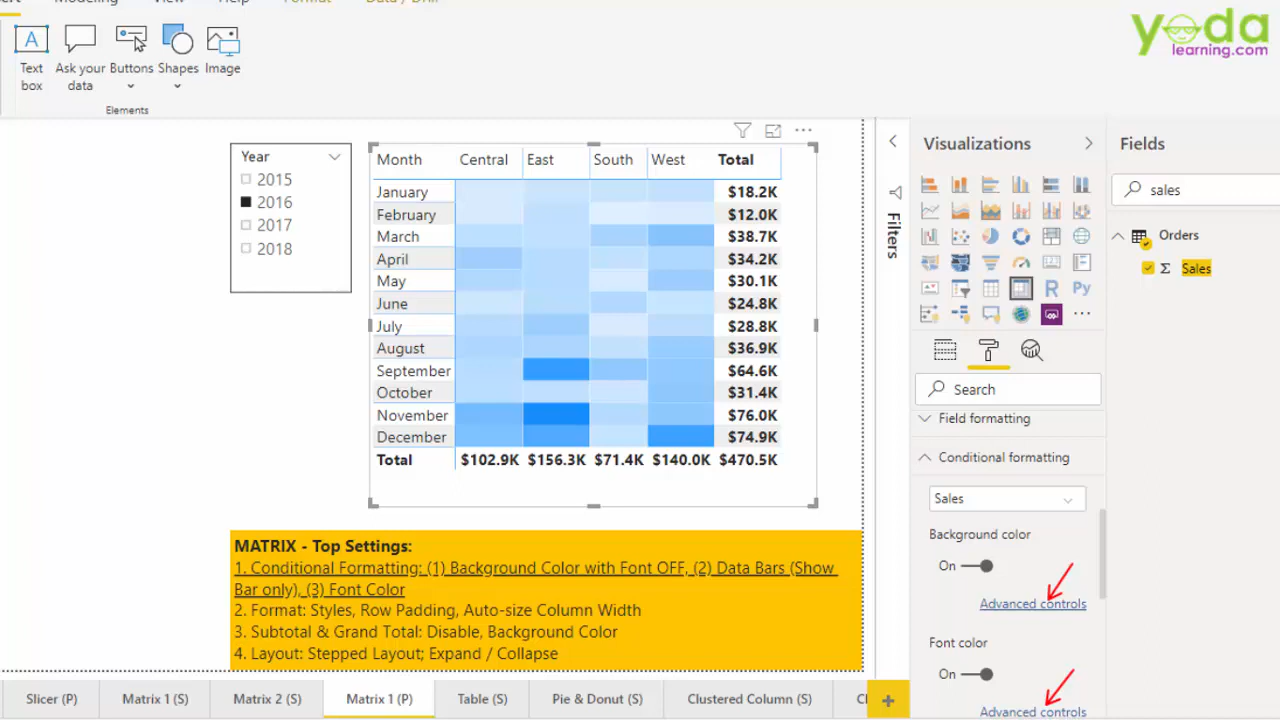 Modeling
View
Help
Format
Data / Drill
yoda
learning.com
A
Text
box
Ask your
data
Buttons
Shapes
Image
Elements
Year
2015
2016
2017
2018
Month Central East South West Total
January $18.2K
February $12.0K
March $38.7K
April $34.2K
May $30.1K
June $24.8K
July $28.8K
August $36.9K
September $64.6K
October $31.4K
November $76.0K
December $74.9K
Total $102.9K $156.3K $71.4K $140.0K $470.5K
MATRIX - Top Settings:
1. Conditional Formatting: (1) Background Color with Font OFF, (2) Data Bars (Show
Bar only), (3) Font Color
2. Format: Styles, Row Padding, Auto-size Column Width
3. Subtotal & Grand Total: Disable, Background Color
4. Layout: Stepped Layout; Expand / Collapse
Filters
Visualizations
R
Py
Search
Field formatting
Conditional formatting
Sales
Background color
On
Advanced controls
Font color
On
Advanced controls
Fields
sales
Orders
Σ Sales
Slicer (P)
Matrix 1 (S)
Matrix 2 (S)
Matrix 1 (P)
Table (S)
Pie & Donut (S)
Clustered Column (S)